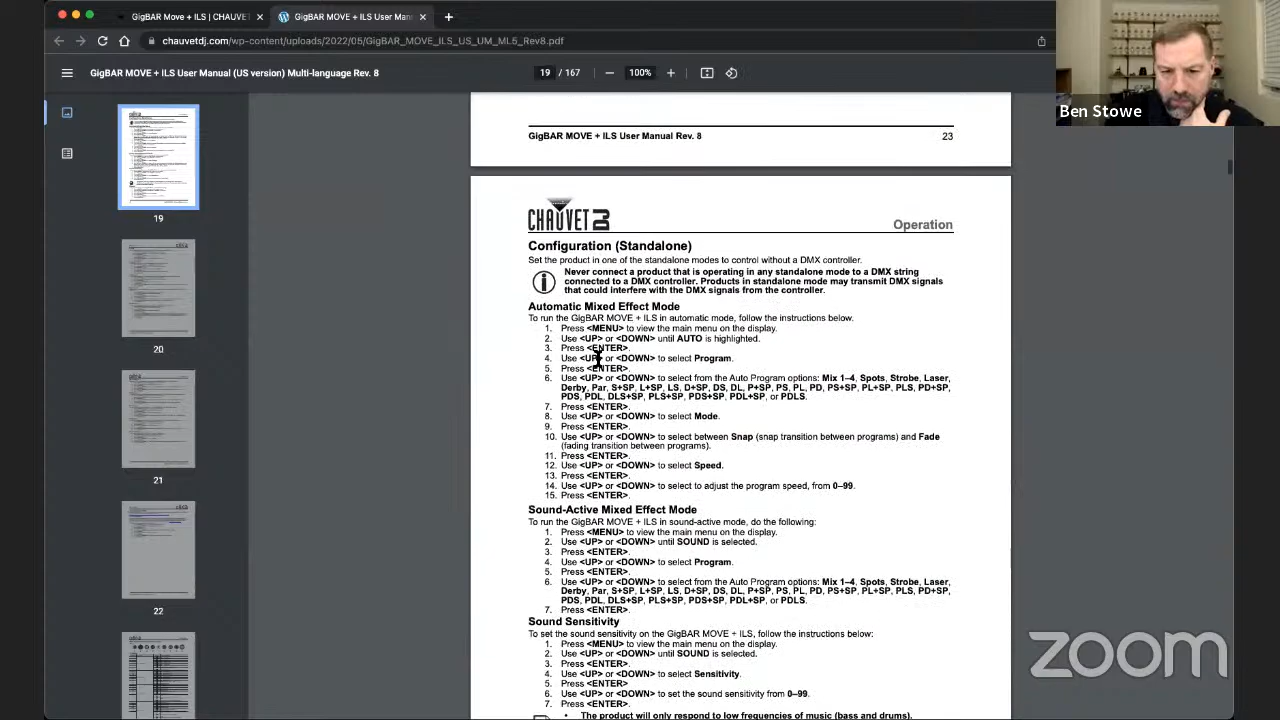 GigBAR Move + ILS | CHAUVET
GigBAR MOVE + ILS User Man
chauvetdj.com/wp-content/uploads/2022/05/GigBAR_MOVE_ILS_US_UM_ML5_Rev8.pdf
GigBAR MOVE + ILS User Manual (US version) Multi-language Rev. 8
19 / 167
100%
Ben Stowe
19
20
21
22
GigBAR MOVE + ILS User Manual Rev. 8
23
CHAUVET DJ
Operation
Configuration (Standalone)
Set the product in one of the standalone modes to control without a DMX controller.
Never connect a product that is operating in any standalone mode to a DMX string
connected to a DMX controller. Products in standalone mode may transmit DMX signals
that could interfere with the DMX signals from the controller.
Automatic Mixed Effect Mode
To run the GigBAR MOVE + ILS in automatic mode, follow the instructions below.
1. Press <MENU> to view the main menu on the display.
2. Use <UP> or <DOWN> until AUTO is highlighted.
3. Press <ENTER>.
4. Use <UP> or <DOWN> to select Program.
5. Press <ENTER>.
6. Use <UP> or <DOWN> to select from the Auto Program options: Mix 1–4, Spots, Strobe, Laser,
Derby, Par, S+SP, L+SP, LS, D+SP, DS, DL, P+SP, PS, PL, PD, PS+SP, PL+SP, PLS, PD+SP,
PDS, PDL, DLS+SP, PLS+SP, PDS+SP, PDL+SP, or PDLS.
7. Press <ENTER>.
8. Use <UP> or <DOWN> to select Mode.
9. Press <ENTER>.
10. Use <UP> or <DOWN> to select between Snap (snap transition between programs) and Fade
(fading transition between programs).
11. Press <ENTER>.
12. Use <UP> or <DOWN> to select Speed.
13. Press <ENTER>.
14. Use <UP> or <DOWN> to select to adjust the program speed, from 0–99.
15. Press <ENTER>.
Sound-Active Mixed Effect Mode
To run the GigBAR MOVE + ILS in sound-active mode, do the following:
1. Press <MENU> to view the main menu on the display.
2. Use <UP> or <DOWN> until SOUND is selected.
3. Press <ENTER>.
4. Use <UP> or <DOWN> to select Program.
5. Press <ENTER>.
6. Use <UP> or <DOWN> to select from the Auto Program options: Mix 1–4, Spots, Strobe, Laser,
Derby, Par, S+SP, L+SP, LS, D+SP, DS, DL, P+SP, PS, PL, PD, PS+SP, PL+SP, PLS, PD+SP,
PDS, PDL, DLS+SP, PLS+SP, PDS+SP, PDL+SP, or PDLS.
7. Press <ENTER>.
Sound Sensitivity
To set the sound sensitivity on the GigBAR MOVE + ILS, follow the instructions below:
1. Press <MENU> to view the main menu on the display.
2. Use <UP> or <DOWN> until SOUND is selected.
3. Press <ENTER>.
4. Use <UP> or <DOWN> to select Sensitivity.
5. Press <ENTER>
6. Use <UP> or <DOWN> to set the sound sensitivity from 0–99.
7. Press <ENTER>.
• The product will only respond to low frequencies of music (bass and drums).
zoom